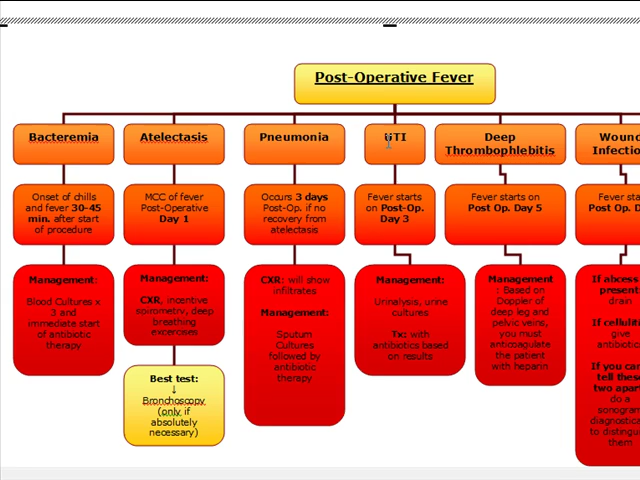 Post-Operative Fever
Bacteremia
Atelectasis
Pneumonia
UTI
Deep
Thrombophlebitis
Wound
Infectio
Onset of chills
and fever 30-45
min. after start
of procedure
MCC of fever
Post-Operative
Day 1
Occurs 3 days
Post-Op. if no
recovery from
atelectasis
Fever starts
on Post-Op.
Day 3
Fever starts on
Post Op. Day 5
Fever sta
Post Op. D
Management:
Blood Cultures x
3 and
immediate start
of antibiotic
therapy
Management:
CXR, incentive
spirometry, deep
breathing
excercises
CXR: will show
infiltrates
Management:
Sputum
Cultures
followed by
antibiotic
therapy
Management:
Urinalysis, urine
cultures
Tx: with
antibiotics based
on results
Management
: Based on
Doppler of
deep leg and
pelvic veins,
you must
anticoagulate
the patient
with heparin
If abcess
present
drain
If celluliti
give
antibiotic
If you can
tell these
two apar
do a
sonogram
diagnostica
to distingu
them
Best test:
↓
Bronchoscopy
(only if
absolutely
necessary)